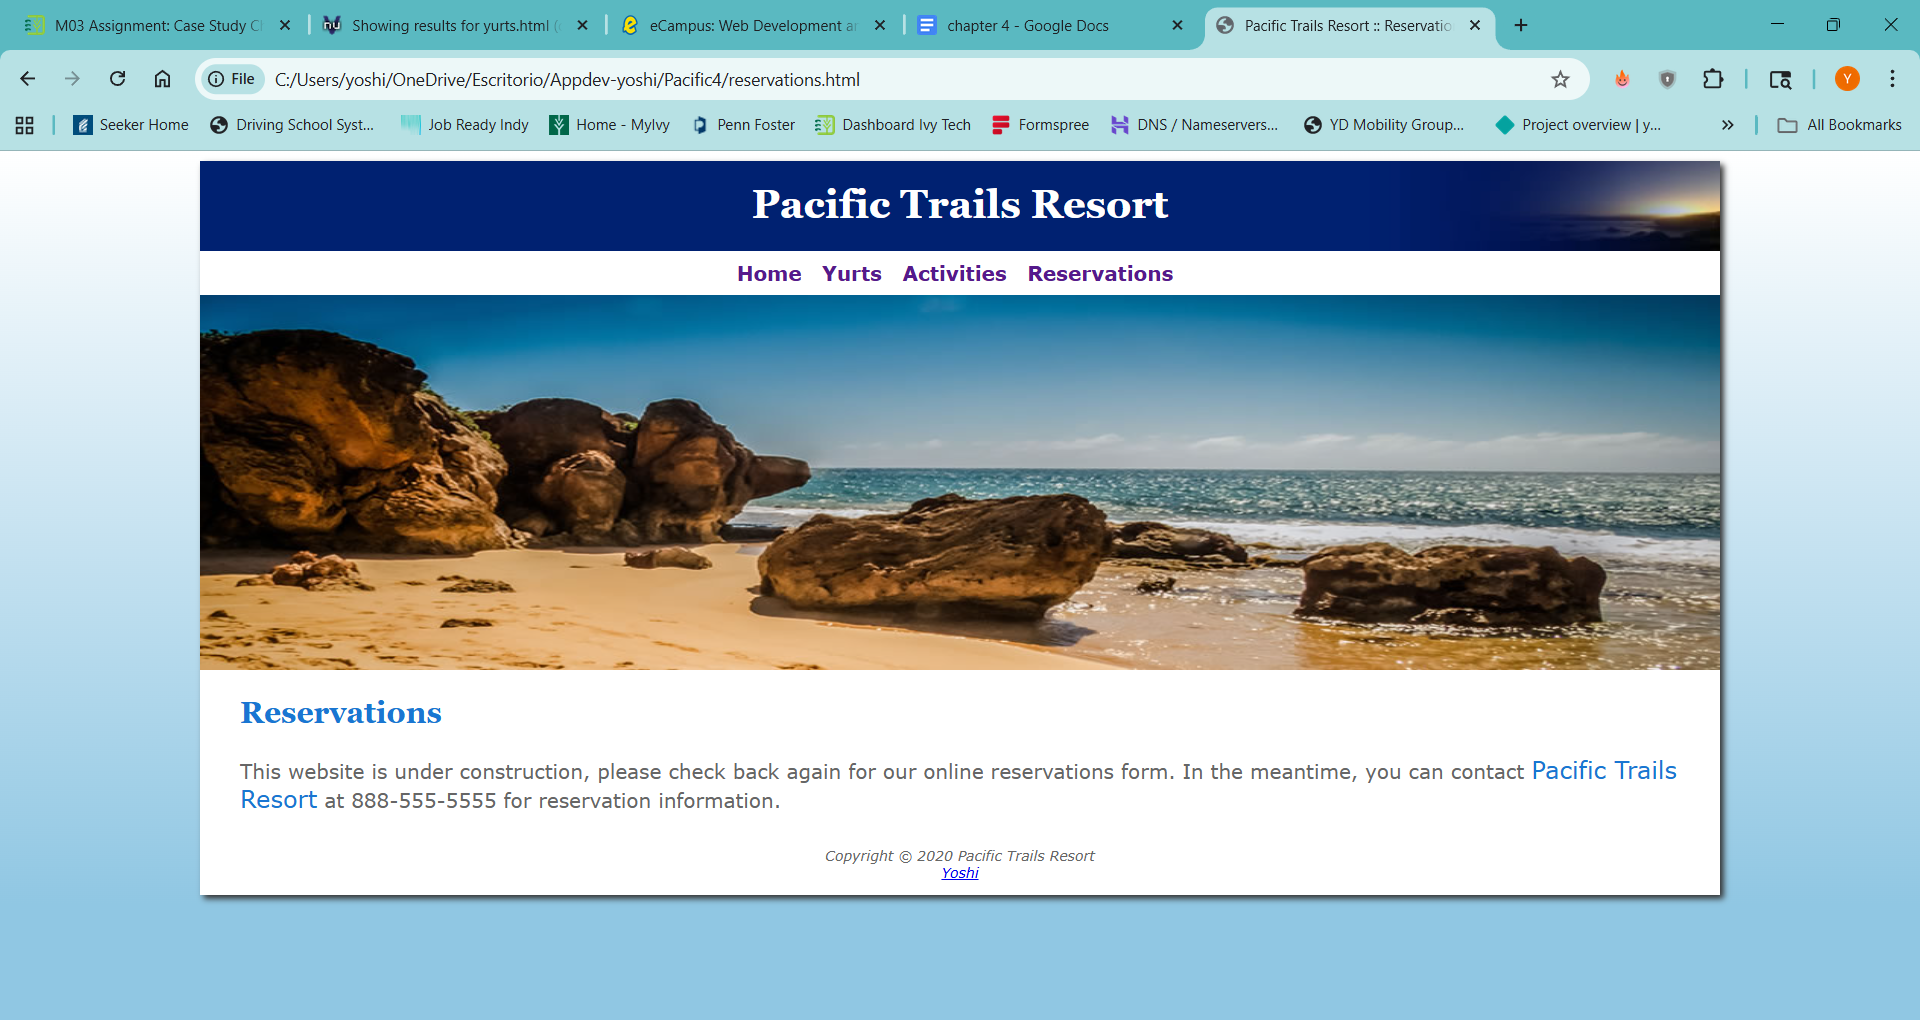 M03 Assignment: Case Study C
Showing results for yurts.html
eCampus: Web Development a
chapter 4 - Google Docs
Pacific Trails Resort :: Reservatio
File
C:/Users/yoshi/OneDrive/Escritorio/Appdev-yoshi/Pacific4/reservations.html
Y
Seeker Home
Driving School Syst...
Job Ready Indy
Home - MyIvy
Penn Foster
Dashboard Ivy Tech
Formspree
DNS / Nameservers...
YD Mobility Group...
Project overview | y...
All Bookmarks
Pacific Trails Resort
Home Yurts Activities Reservations
Reservations
This website is under construction, please check back again for our online reservations form. In the meantime, you can contact Pacific Trails
Resort at 888-555-5555 for reservation information.
Copyright © 2020 Pacific Trails Resort
Yoshi